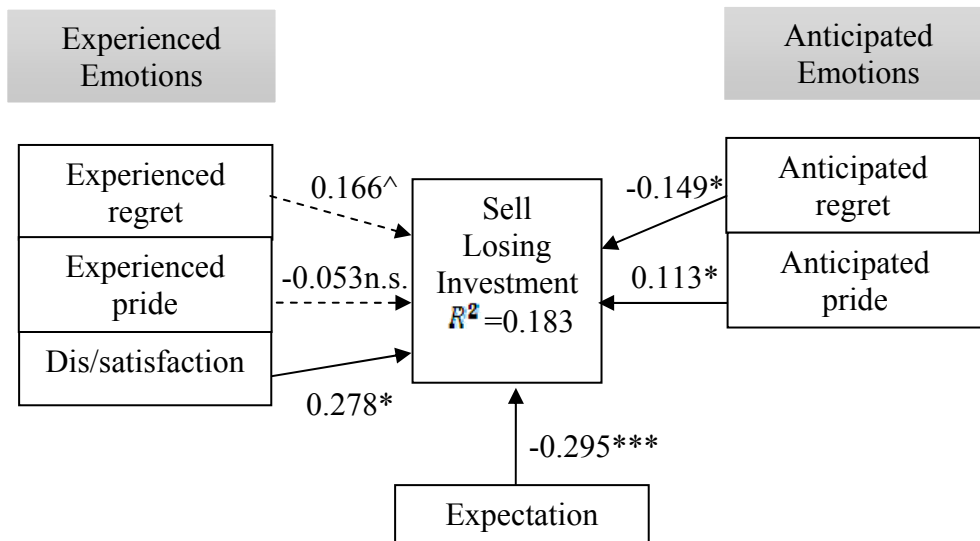 Experienced
Emotions
Anticipated
Emotions
Experienced
regret
0.166^
Experienced
pride
-0.053n.s.
Dis/satisfaction
0.278*
Sell
Losing
Investment
R² =0.183
-0.149*
Anticipated
regret
0.113*
Anticipated
pride
-0.295***
Expectation